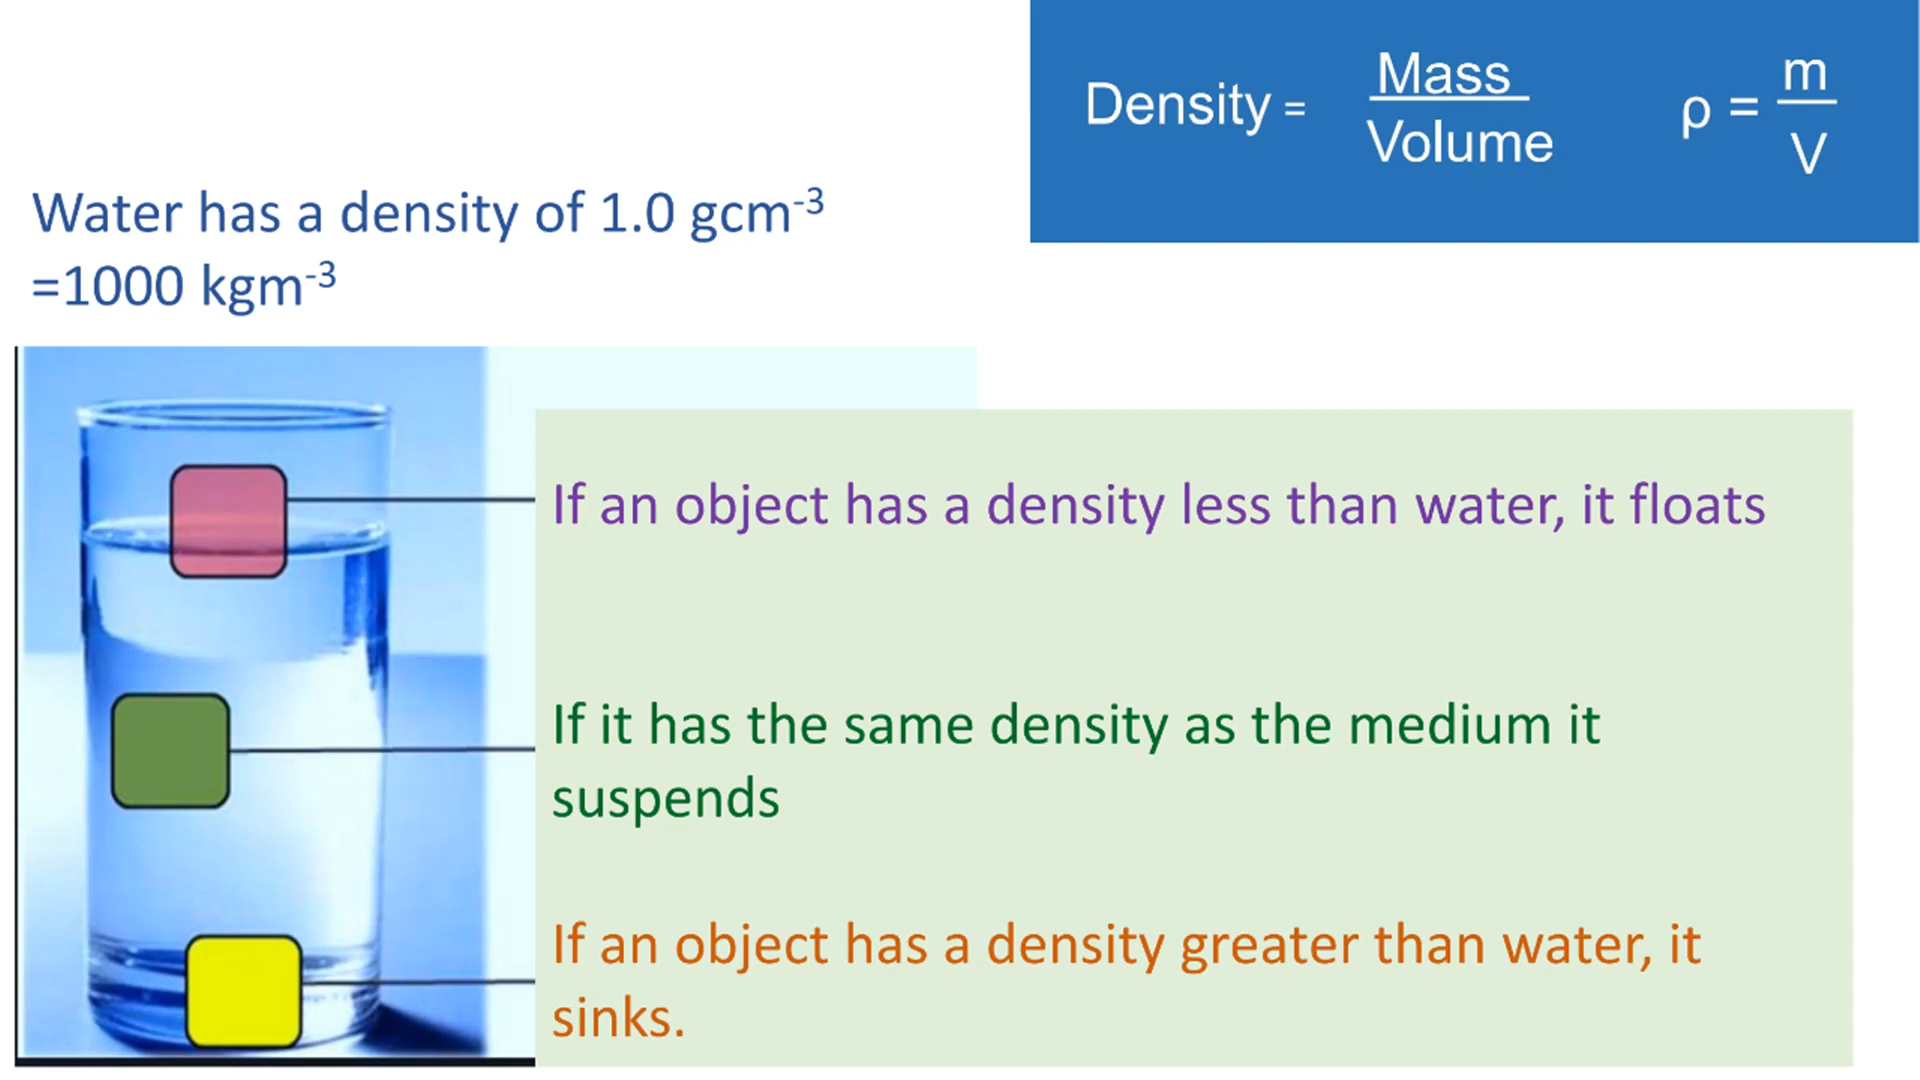 Density = Mass / Volume ρ = m / V
Water has a density of 1.0 gcm⁻³
=1000 kgm⁻³
If an object has a density less than water, it floats
If it has the same density as the medium it
suspends
If an object has a density greater than water, it
sinks.